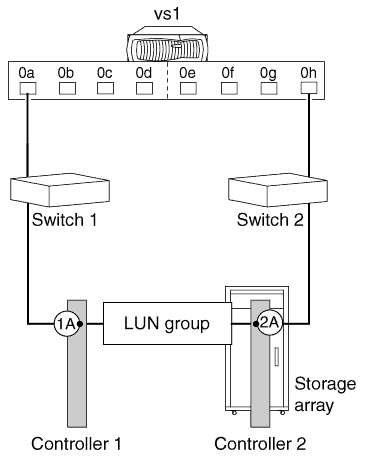 vs1
0a 0b 0c 0d 0e 0f 0g 0h
Switch 1 Switch 2
1A LUN group 2A
Storage
array
Controller 1 Controller 2